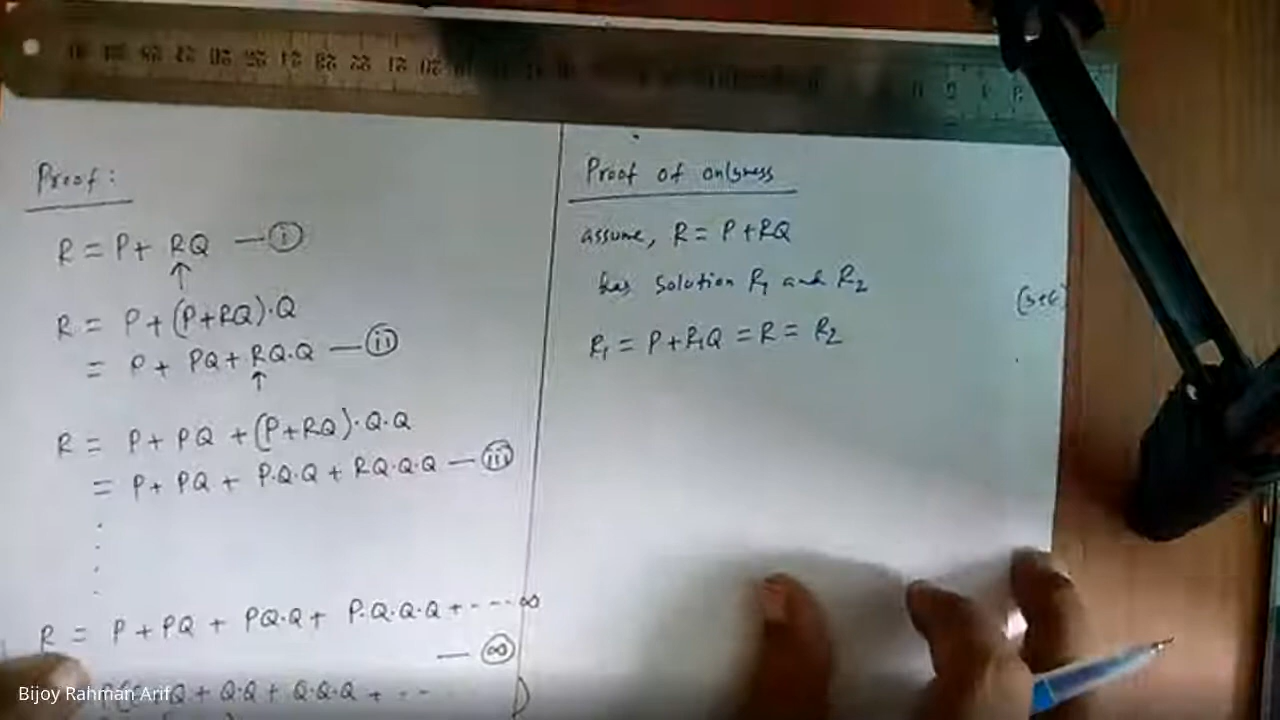 Proof:
R = P + RQ — (i)
↑
R = P + (P+RQ)·Q
= P + PQ + RQ·Q — (ii)
↑
R = P + PQ + (P+RQ)·Q·Q
= P + PQ + P·Q·Q + RQ·Q·Q — (iii)
.
.
.
.
R = P + PQ + PQ·Q + P·Q·Q·Q + - - - ∞
— (∞)
Q + Q·Q + Q·Q·Q + - -
Proof of onlyness
assume, R = P + RQ
has solution R₁ and R₂
R₁ = P + R₁Q = R = R₂
Bijoy Rahman Arif